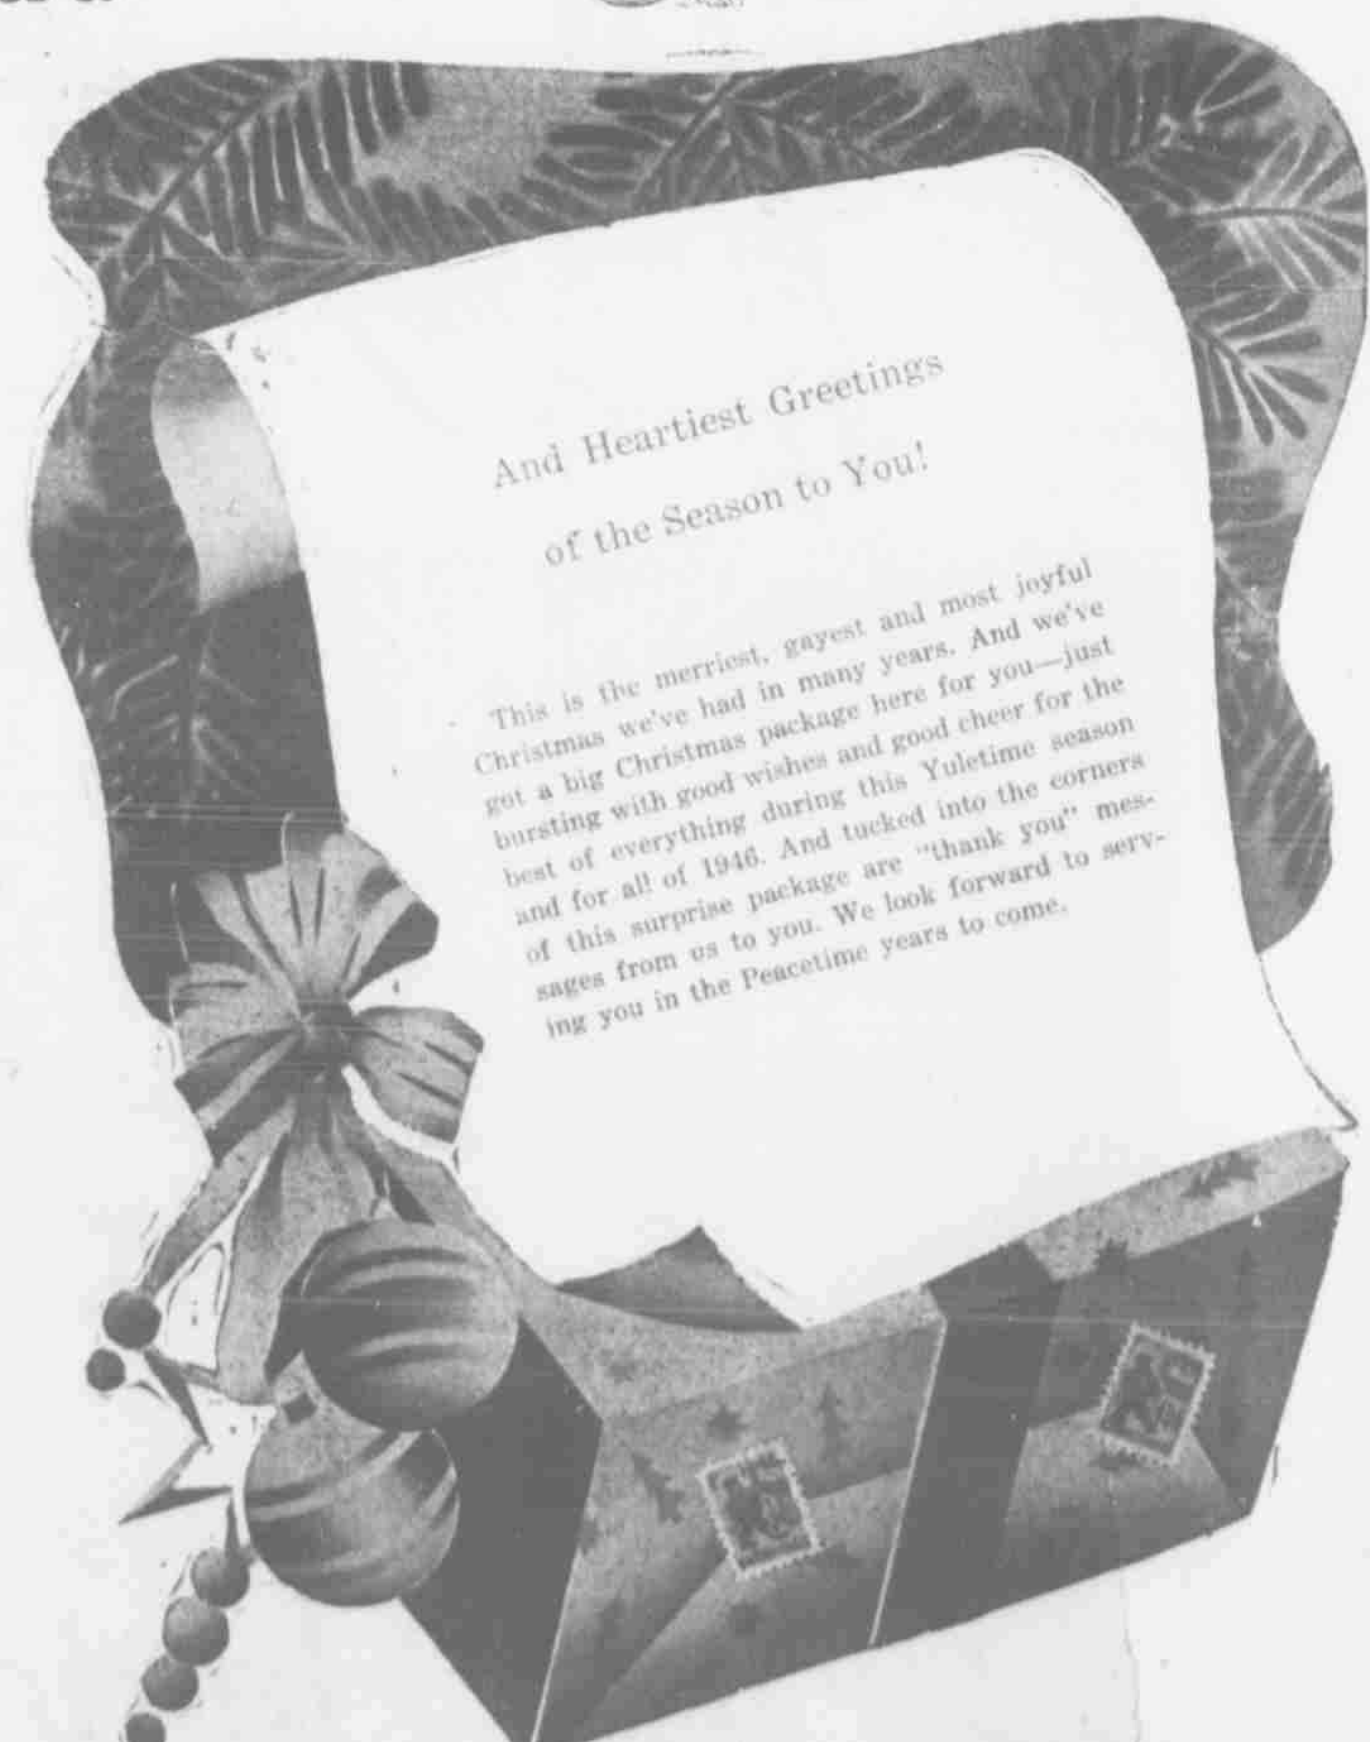 And Heartiest Greetings
of the Season to You!
This is the merriest, gayest and most joyful
Christmas we've had in many years. And we've
got a big Christmas package here for you—just
bursting with good wishes and good cheer for the
best of everything during this Yuletime season
and for all of 1946. And tucked into the corners
of this surprise package are "thank you" mes-
sages from us to you. We look forward to serv-
ing you in the Peacetime years to come.